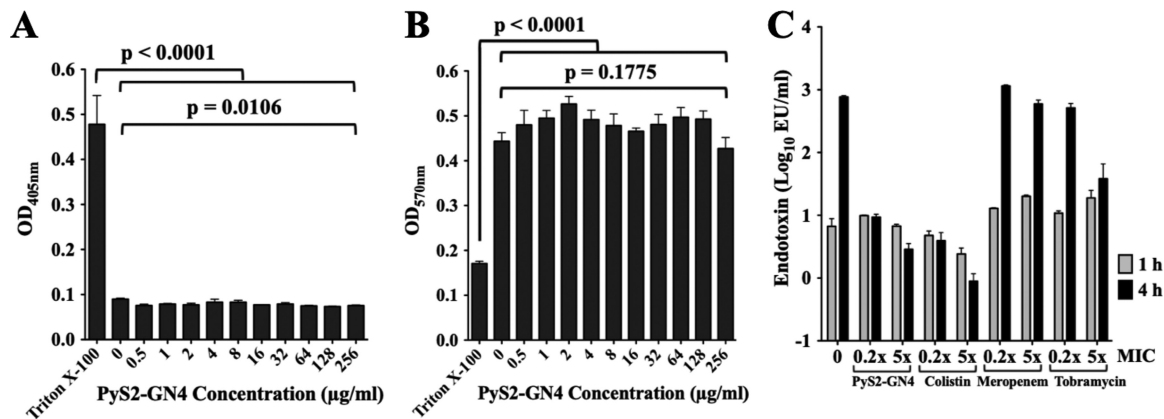 A
p < 0.0001
p = 0.0106
0.6
0.5
0.4
0.3
0.2
0.1
0.0
OD405nm
Triton X-100
0
0.5
1
2
4
8
16
32
64
128
256
PyS2-GN4 Concentration (µg/ml)
B
p < 0.0001
p = 0.1775
0.6
0.5
0.4
0.3
0.2
0.1
0.0
OD570nm
Triton X-100
0
0.5
1
2
4
8
16
32
64
128
256
PyS2-GN4 Concentration (µg/ml)
C
4
3
2
1
0
-1
Endotoxin (Log10 EU/ml)
1 h
4 h
0 0.2x 5x 0.2x 5x 0.2x 5x 0.2x 5x MIC
PyS2-GN4 Colistin Meropenem Tobramycin